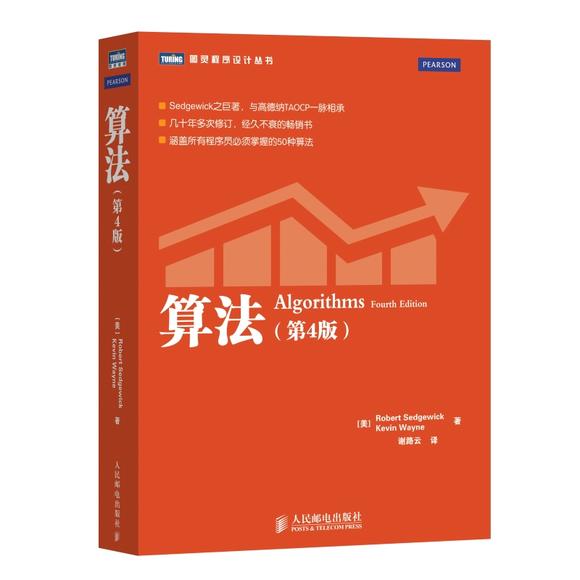 TURING 图灵程序设计丛书
PEARSON
Sedgewick之巨著，与高德纳TAOCP一脉相承
几十年多次修订，经久不衰的畅销书
涵盖所有程序员必须掌握的50种算法
算法
Algorithms Fourth Edition
（第4版）
[美] Robert Sedgewick
Kevin Wayne 著
谢路云 译
人民邮电出版社
POSTS & TELECOM PRESS
TURING
PEARSON
算法
（第4版）
[美] Robert Sedgewick
Kevin Wayne
著
人民邮电出版社
POSTS & TELECOM PRESS